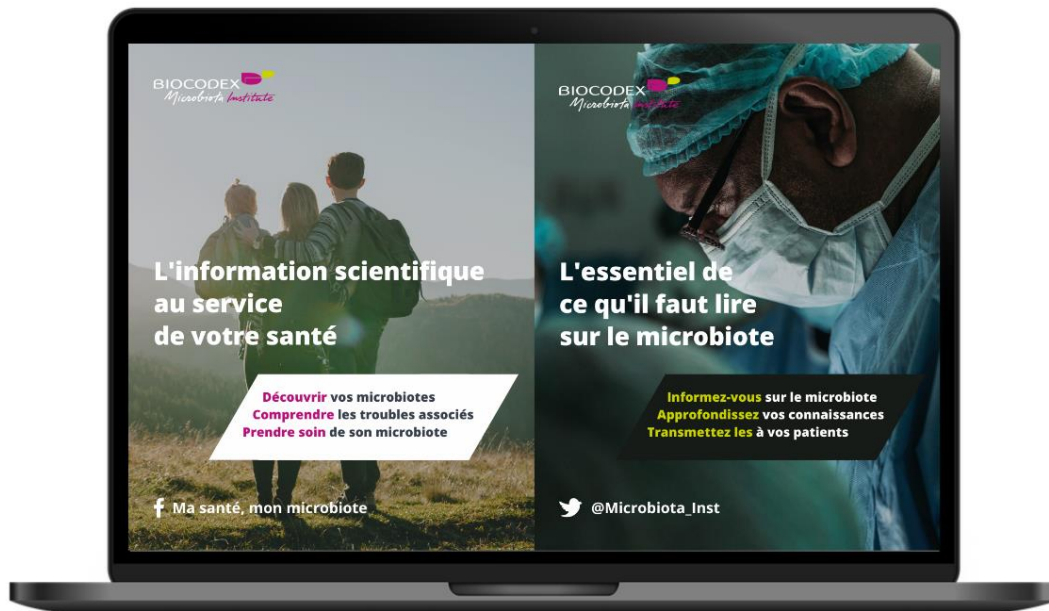 BIOCODEX
Microbiota Institute
L'information scientifique
au service
de votre santé
Découvrir vos microbiotes
Comprendre les troubles associés
Prendre soin de son microbiote
Ma santé, mon microbiote
BIOCODEX
Microbiota Institute
L'essentiel de
ce qu'il faut lire
sur le microbiote
Informez-vous sur le microbiote
Approfondissez vos connaissances
Transmettez les à vos patients
@Microbiota_Inst